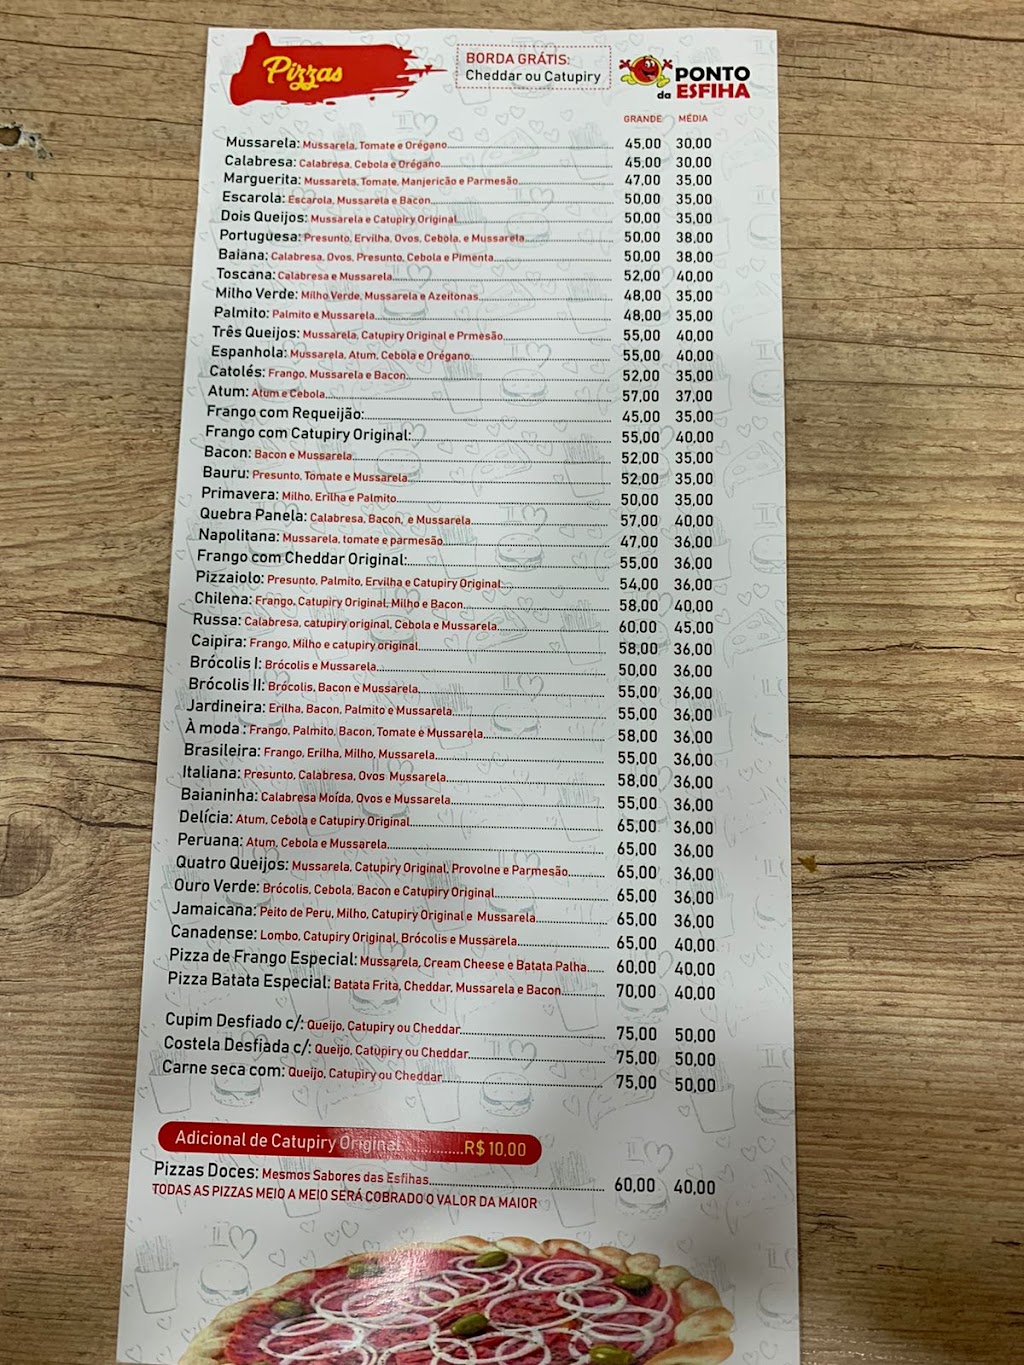 Pizzas
BORDA GRÁTIS:
Cheddar ou Catupiry
PONTO
da ESFIHA
GRANDE MÉDIA
Mussarela: Mussarela, Tomate e Orégano 45,00 30,00
Calabresa: Calabresa, Cebola e Orégano 45,00 30,00
Marguerita: Mussarela, Tomate, Manjericão e Parmesão 47,00 35,00
Escarola: Escarola, Mussarela e Bacon 50,00 35,00
Dois Queijos: Mussarela e Catupiry Original 50,00 35,00
Portuguesa: Presunto, Ervilha, Ovos, Cebola, e Mussarela 50,00 38,00
Baiana: Calabresa, Ovos, Presunto, Cebola e Pimenta 50,00 38,00
Toscana: Calabresa e Mussarela 52,00 40,00
Milho Verde: Milho Verde, Mussarela e Azeitonas 48,00 35,00
Palmito: Palmito e Mussarela 48,00 35,00
Três Queijos: Mussarela, Catupiry Original e Prmesão 55,00 40,00
Espanhola: Mussarela, Atum, Cebola e Orégano 55,00 40,00
Catolés: Frango, Mussarela e Bacon 52,00 35,00
Atum: Atum e Cebola 57,00 37,00
Frango com Requeijão: 45,00 35,00
Frango com Catupiry Original: 55,00 40,00
Bacon: Bacon e Mussarela 52,00 35,00
Bauru: Presunto, Tomate e Mussarela 52,00 35,00
Primavera: Milho, Erilha e Palmito 50,00 35,00
Quebra Panela: Calabresa, Bacon, e Mussarela 57,00 40,00
Napolitana: Mussarela, tomate e parmesão 47,00 36,00
Frango com Cheddar Original: 55,00 36,00
Pizzaiolo: Presunto, Palmito, Ervilha e Catupiry Original 54,00 36,00
Chilena: Frango, Catupiry Original, Milho e Bacon 58,00 40,00
Russa: Calabresa, catupiry original, Cebola e Mussarela 60,00 45,00
Caipira: Frango, Milho e catupiry original 58,00 36,00
Brócolis I: Brócolis e Mussarela 50,00 36,00
Brócolis II: Brócolis, Bacon e Mussarela 55,00 36,00
Jardineira: Erilha, Bacon, Palmito e Mussarela 55,00 36,00
À moda : Frango, Palmito, Bacon, Tomate e Mussarela 58,00 36,00
Brasileira: Frango, Erilha, Milho, Mussarela 55,00 36,00
Italiana: Presunto, Calabresa, Ovos Mussarela 58,00 36,00
Baianinha: Calabresa Moída, Ovos e Mussarela 55,00 36,00
Delícia: Atum, Cebola e Catupiry Original 65,00 36,00
Peruana: Atum, Cebola e Mussarela 65,00 36,00
Quatro Queijos: Mussarela, Catupiry Original, Provolne e Parmesão 65,00 36,00
Ouro Verde: Brócolis, Cebola, Bacon e Catupiry Original 65,00 36,00
Jamaicana: Peito de Peru, Milho, Catupiry Original e Mussarela 65,00 36,00
Canadense: Lombo, Catupiry Original, Brócolis e Mussarela 65,00 40,00
Pizza de Frango Especial: Mussarela, Cream Cheese e Batata Palha 60,00 40,00
Pizza Batata Especial: Batata Frita, Cheddar, Mussarela e Bacon 70,00 40,00
Cupim Desfiado c/: Queijo, Catupiry ou Cheddar 75,00 50,00
Costela Desfiada c/: Queijo, Catupiry ou Cheddar 75,00 50,00
Carne seca com: Queijo, Catupiry ou Cheddar 75,00 50,00
Adicional de Catupiry Original R$ 10,00
Pizzas Doces: Mesmos Sabores das Esfihas 60,00 40,00
TODAS AS PIZZAS MEIO A MEIO SERÁ COBRADO O VALOR DA MAIOR